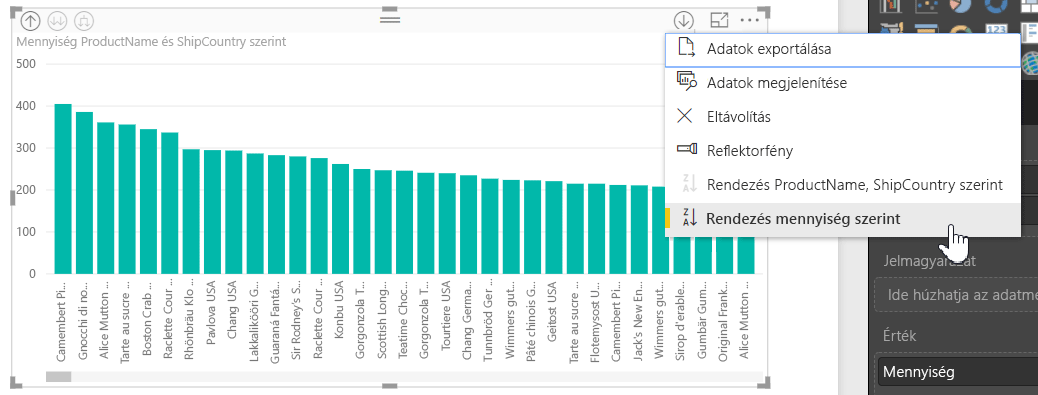 Mennyiség ProductName és ShipCountry szerint
500
400
300
200
100
0
Camembert Pi...
Gnocchi di no...
Alice Mutton ...
Tarte au sucre ...
Boston Crab ...
Raclette Cour ...
Rhönbräu Klo ...
Pavlova USA
Chang USA
Lakkalikööri G...
Guaraná Fantá...
Sir Rodney's S...
Raclette Cour ...
Konbu USA
Gorgonzola T...
Scottish Long...
Teatime Choc...
Gorgonzola T...
Tourtiere USA
Chang Germa...
Tunnbröd Ger ...
Wimmers gut...
Pâté chinois G...
Geitost USA
Tarte au sucre ...
Flotemysost U...
Camembert Pi...
Jack's New En...
Wimmers gut...
Sirop d'erable...
Gumbär Gum...
Original Frank...
Alice Mutton ...
Adatok exportálása
Adatok megjelenítése
Eltávolítás
Reflektorfény
Rendezés ProductName, ShipCountry szerint
Rendezés mennyiség szerint
123
Jelmagyarázat
Ide húzhatja az adatme
Érték
Mennyiség